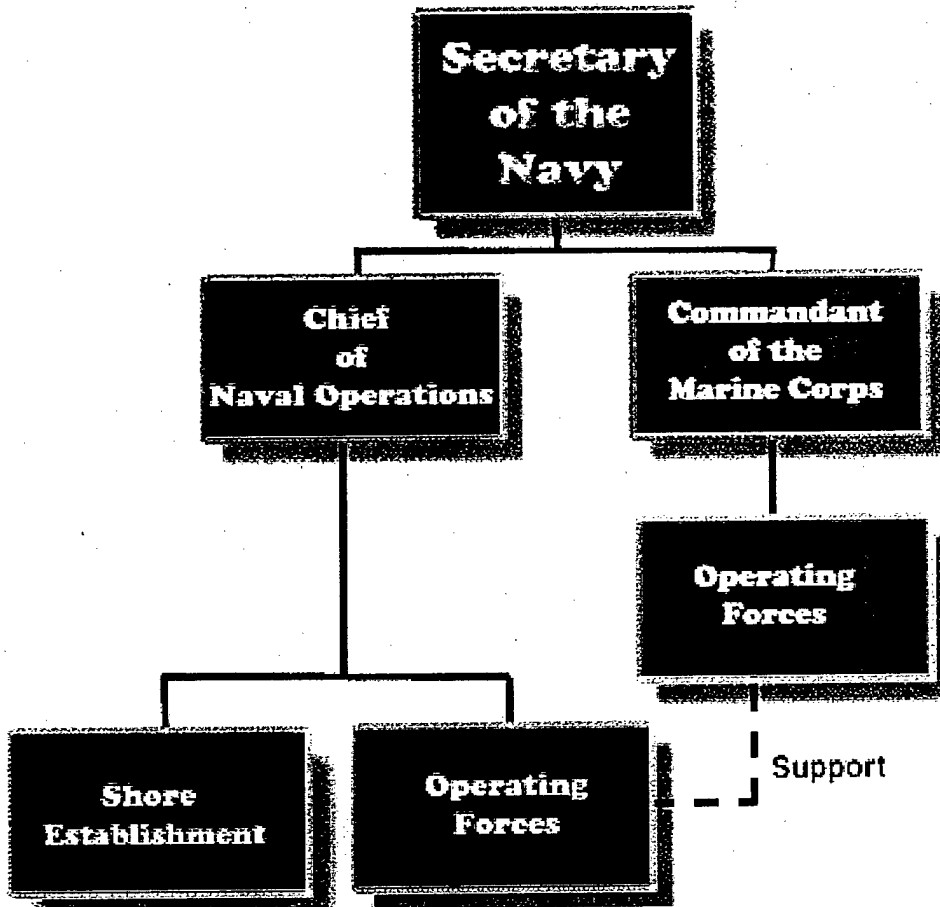 Secretary
of the
Navy
Chief
of
Naval Operations
Commandant
of the
Marine Corps
Operating
Forces
Shore
Establishment
Operating
Forces
Support